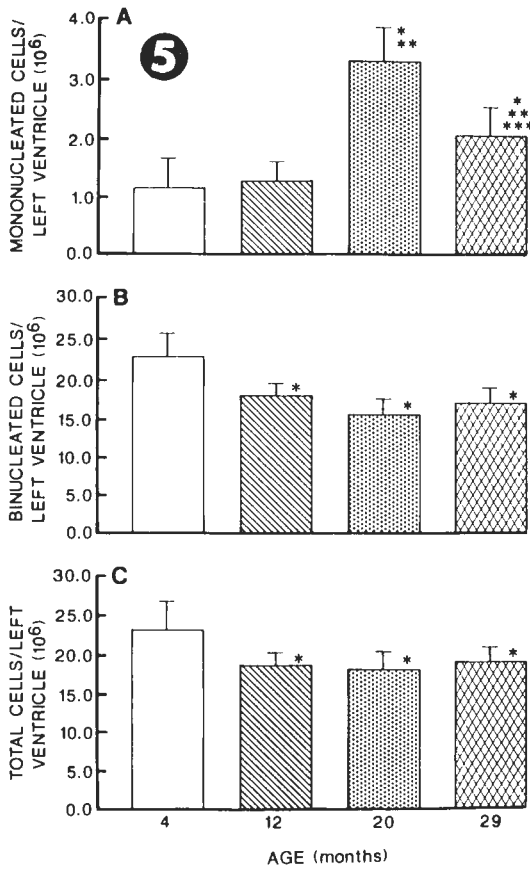 A
5
MONONUCLEATED CELLS/
LEFT VENTRICLE (10⁶)
4.0
3.0
2.0
1.0
0.0
*
**
*
**
***
B
BINUCLEATED CELLS/
LEFT VENTRICLE (10⁶)
30.0
25.0
20.0
15.0
10.0
5.0
0.0
*
*
*
C
TOTAL CELLS/LEFT
VENTRICLE (10⁶)
30.0
25.0
20.0
15.0
10.0
5.0
0.0
*
*
*
4 12 20 29
AGE (months)